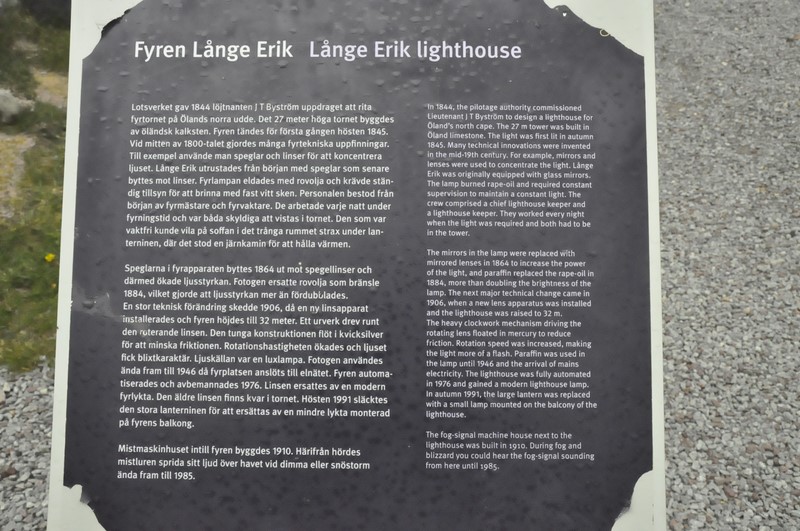 Fyren Långe Erik Långe Erik lighthouse
Lotsverket gav 1844 löjtnanten J T Byström uppdraget att rita
fyrtornet på Ölands norra udde. Det 27 meter höga tornet byggdes
av öländsk kalksten. Fyren tändes för första gången hösten 1845.
Vid mitten av 1800-talet gjordes många fyrtekniska uppfinningar.
Till exempel använde man speglar och linser för att koncentrera
ljuset. Långe Erik utrustades från början med speglar som senare
byttes mot linser. Fyrlampan eldades med rovolja och krävde stän-
dig tillsyn för att brinna med fast vitt sken. Personalen bestod från
början av fyrmästare och fyrvaktare. De arbetade varje natt under
fyrningstid och var båda skyldiga att vistas i tornet. Den som var
vaktfri kunde vila på soffan i det trånga rummet strax under lan-
terninen, där det stod en järnkamin för att hålla värmen.
Speglarna i fyrapparaten byttes 1864 ut mot spegellinser och
därmed ökade ljusstyrkan. Fotogen ersatte rovolja som bränsle
1884, vilket gjorde att ljusstyrkan mer än fördubblades.
En stor teknisk förändring skedde 1906, då en ny linsapparat
installerades och fyren höjdes till 32 meter. Ett urverk drev runt
den roterande linsen. Den tunga konstruktionen flöt i kvicksilver
för att minska friktionen. Rotationshastigheten ökades och ljuset
fick blixtkaraktär. Ljuskällan var en luxlampa. Fotogen användes
ända fram till 1946 då fyrplatsen anslöts till elnätet. Fyren automa-
tiserades och avbemannades 1976. Linsen ersattes av en modern
fyrlykta. Den äldre linsen finns kvar i tornet. Hösten 1991 släcktes
den stora lanterninen för att ersättas av en mindre lykta monterad
på fyrens balkong.
Mistmaskinhuset intill fyren byggdes 1910. Härifrån hördes
mistluren sprida sitt ljud över havet vid dimma eller snöstorm
ända fram till 1985.
In 1844, the pilotage authority commissioned
Lieutenant J T Byström to design a lighthouse for
Öland's north cape. The 27 m tower was built in
Öland limestone. The light was first lit in autumn
1845. Many technical innovations were invented
in the mid-19th century. For example, mirrors and
lenses were used to concentrate the light. Långe
Erik was originally equipped with glass mirrors.
The lamp burned rape-oil and required constant
supervision to maintain a constant light. The
crew comprised a chief lighthouse keeper and
a lighthouse keeper. They worked every night
when the light was required and both had to be
in the tower.
The mirrors in the lamp were replaced with
mirrored lenses in 1864 to increase the power
of the light, and paraffin replaced the rape-oil in
1884, more than doubling the brightness of the
lamp. The next major technical change came in
1906, when a new lens apparatus was installed
and the lighthouse was raised to 32 m.
The heavy clockwork mechanism driving the
rotating lens floated in mercury to reduce
friction. Rotation speed was increased, making
the light more of a flash. Paraffin was used in
the lamp until 1946 and the arrival of mains
electricity. The lighthouse was fully automated
in 1976 and gained a modern lighthouse lamp.
In autumn 1991, the large lantern was replaced
with a small lamp mounted on the balcony of the
lighthouse.
The fog-signal machine house next to the
lighthouse was built in 1910. During fog and
blizzard you could hear the fog-signal sounding
from here until 1985.